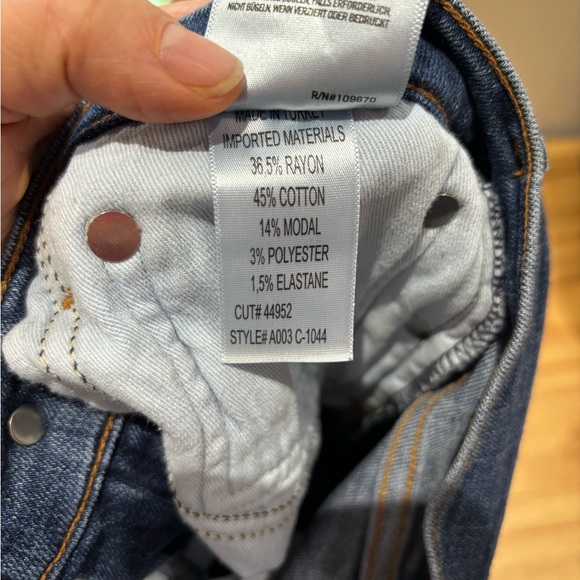 NICHT BÜGELN, WENN VERZIERT ODER BEDRUCKT
R/N#109670
MADE IN TURKEY
IMPORTED MATERIALS
36.5% RAYON
45% COTTON
14% MODAL
3% POLYESTER
1,5% ELASTANE
CUT# 44952
STYLE# A003 C-1044